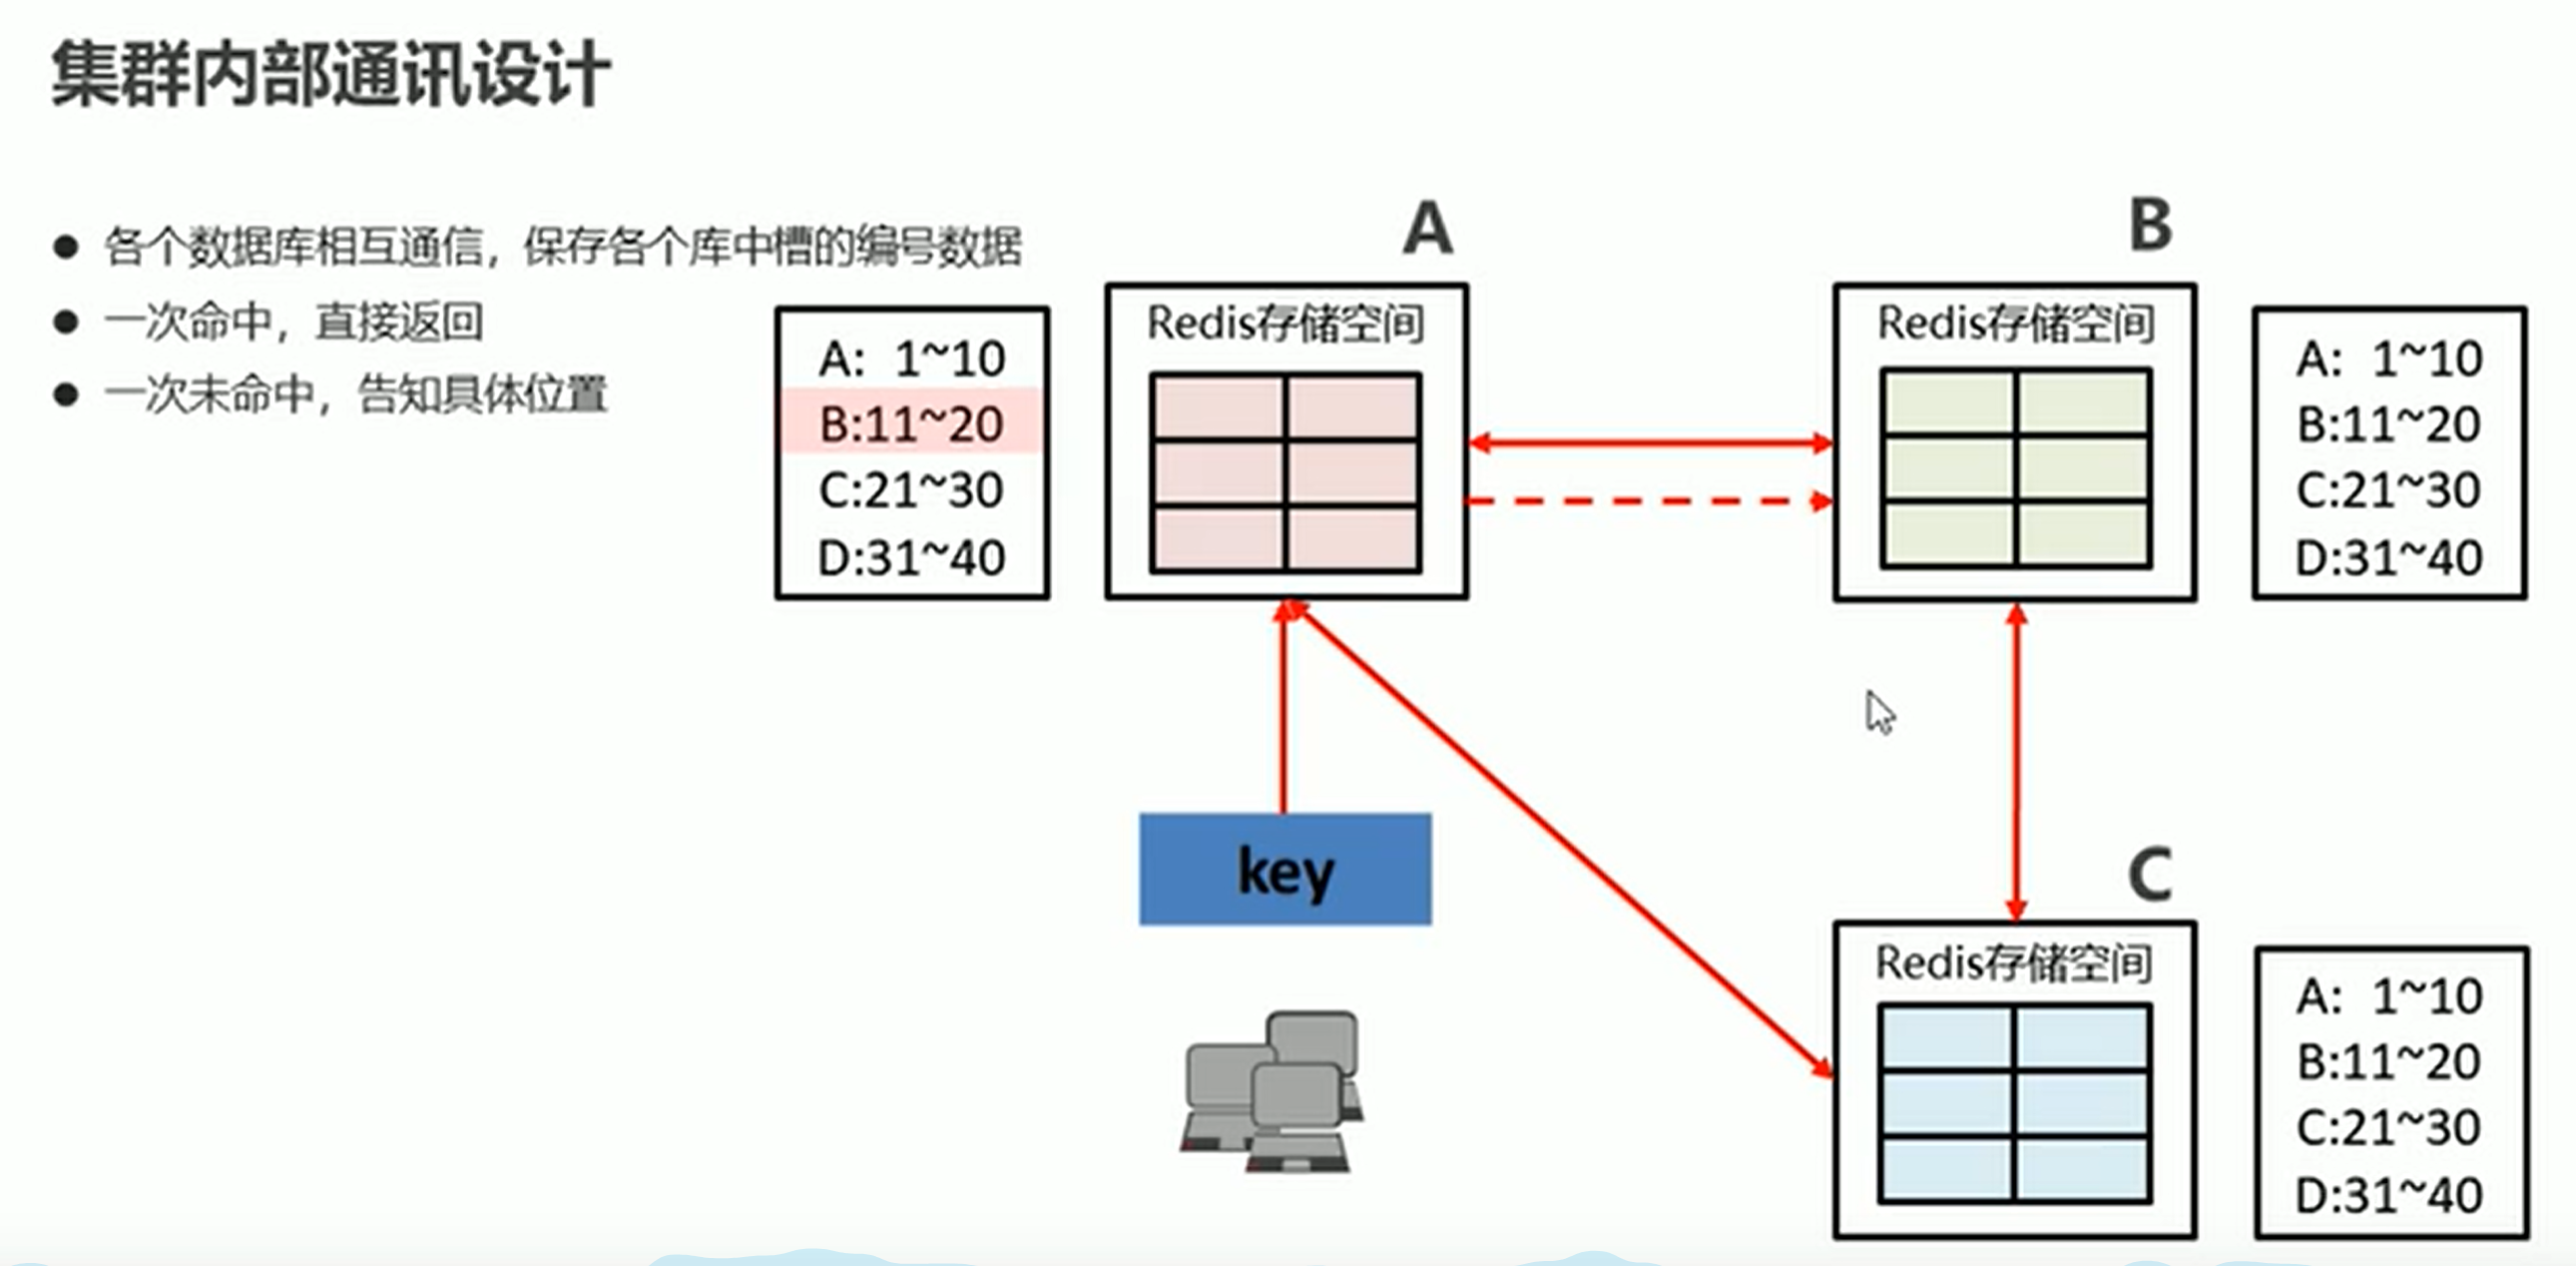 集群内部通讯设计
● 各个数据库相互通信，保存各个库中槽的编号数据
● 一次命中，直接返回
● 一次未命中，告知具体位置
A: 1~10
B:11~20
C:21~30
D:31~40
A
Redis存储空间
B
Redis存储空间
A: 1~10
B:11~20
C:21~30
D:31~40
key
C
Redis存储空间
A: 1~10
B:11~20
C:21~30
D:31~40